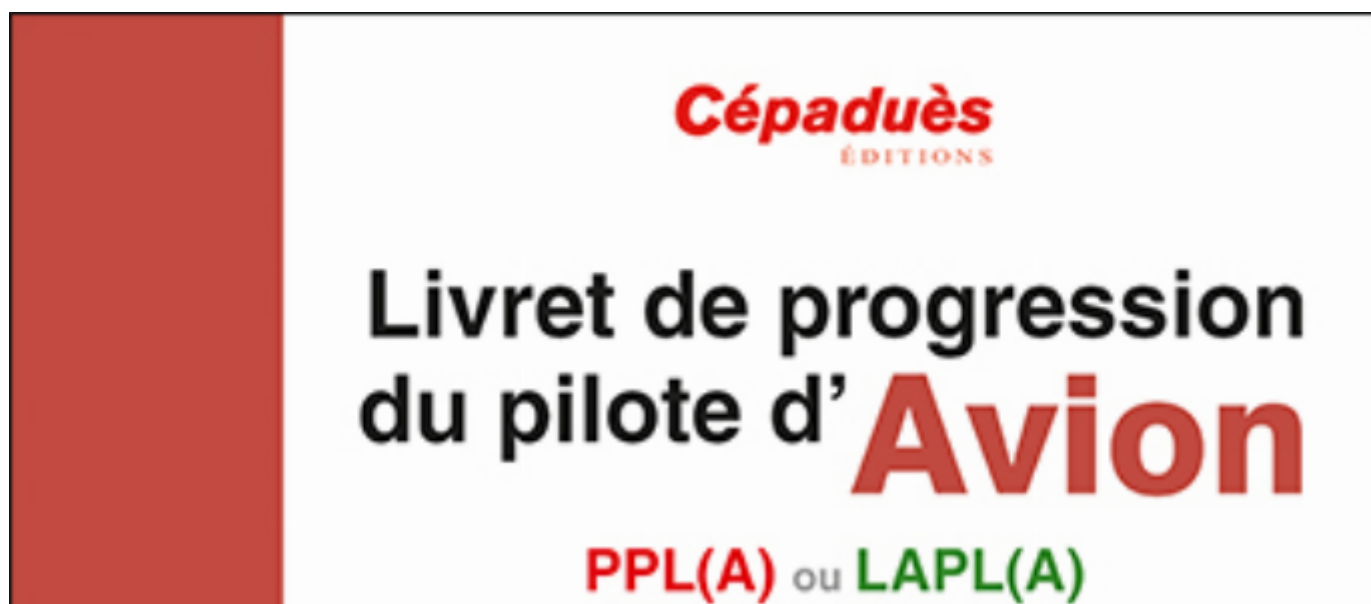 Cépaduès
ÉDITIONS
Livret de progression
du pilote d'Avion
PPL(A) ou LAPL(A)